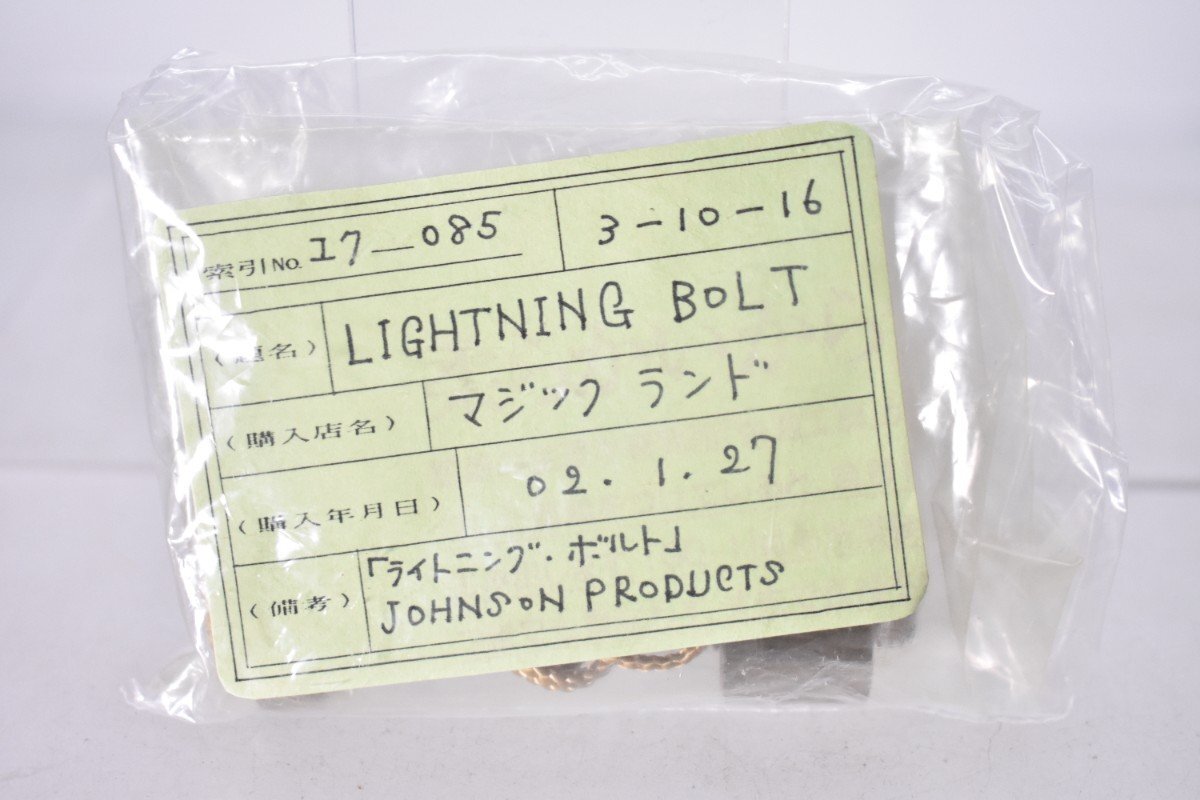 索引No. 17-085 3-10-16
(題名) LIGHTNING BOLT
(購入店名) マジック ランド
(購入年月日) 02.1.27
(備考) 「ライトニング・ボルト」
JOHNSON PRODUCTS